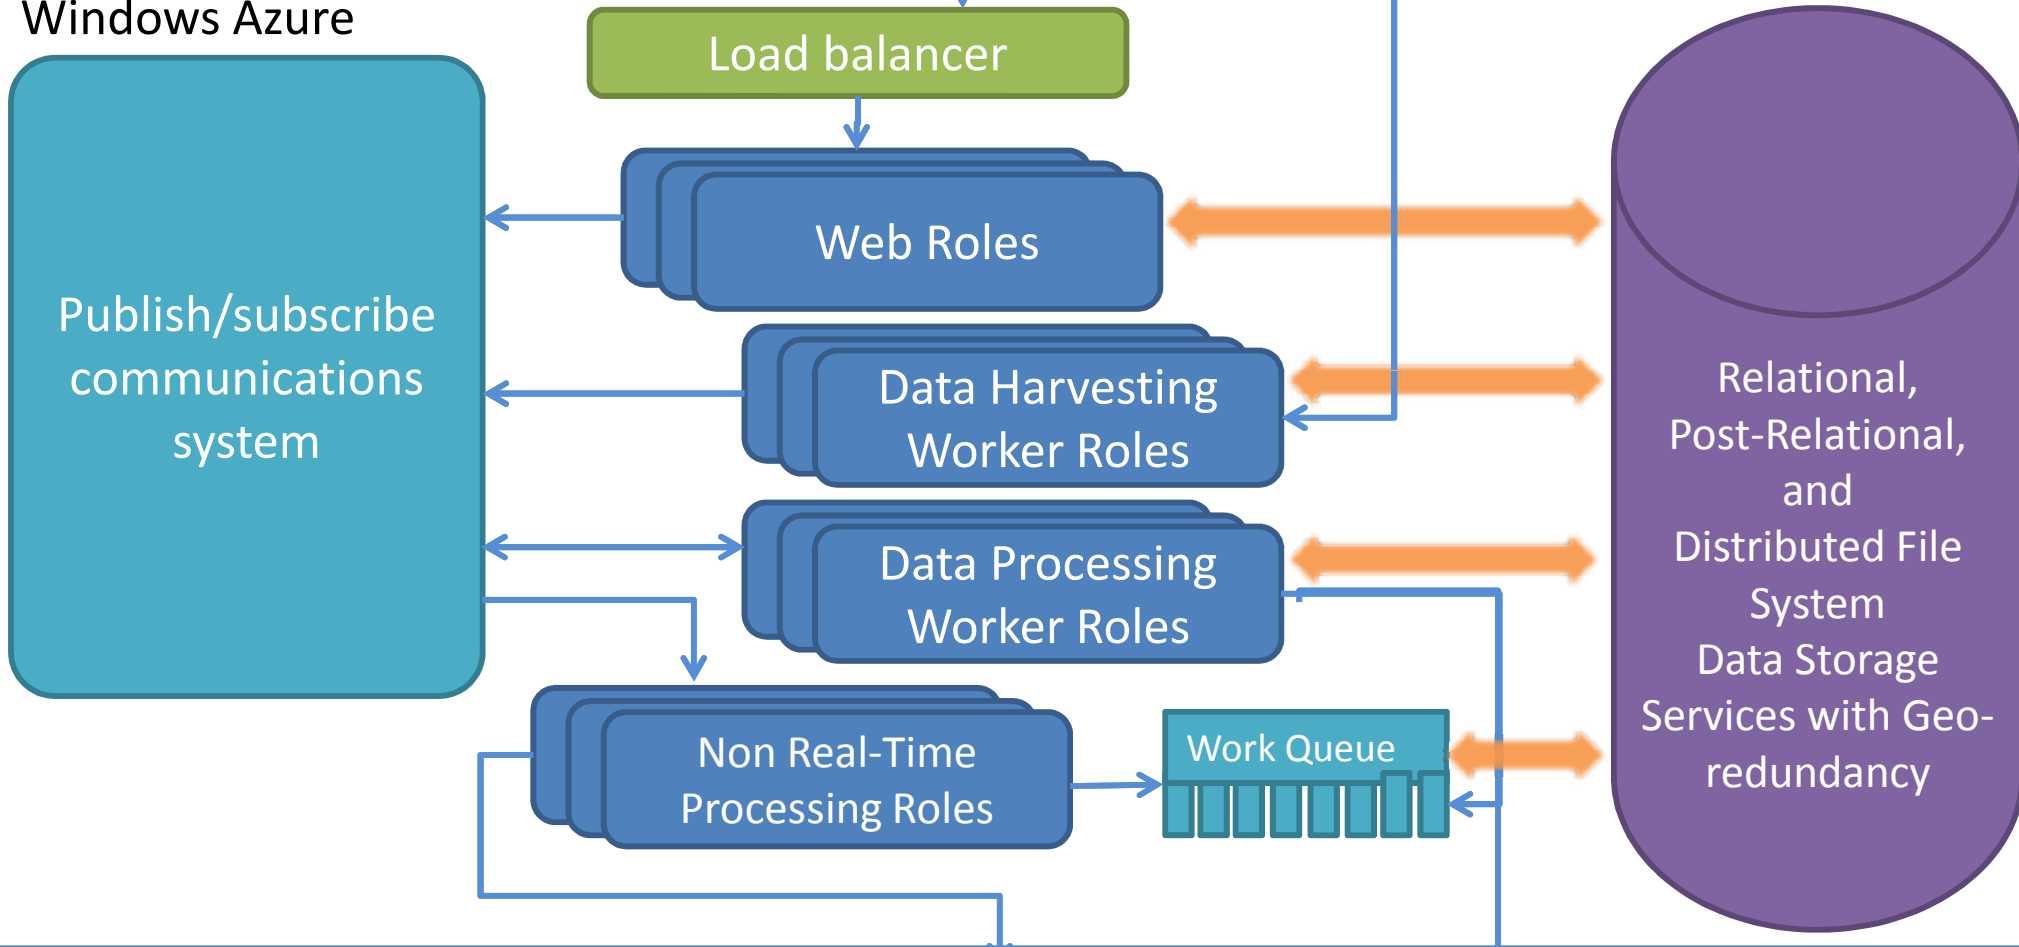 Windows Azure
Load balancer
Web Roles
Publish/subscribe
communications
system
Data Harvesting
Worker Roles
Data Processing
Worker Roles
Non Real-Time
Processing Roles
Work Queue
Relational,
Post-Relational,
and
Distributed File
System
Data Storage
Services with Geo-
redundancy